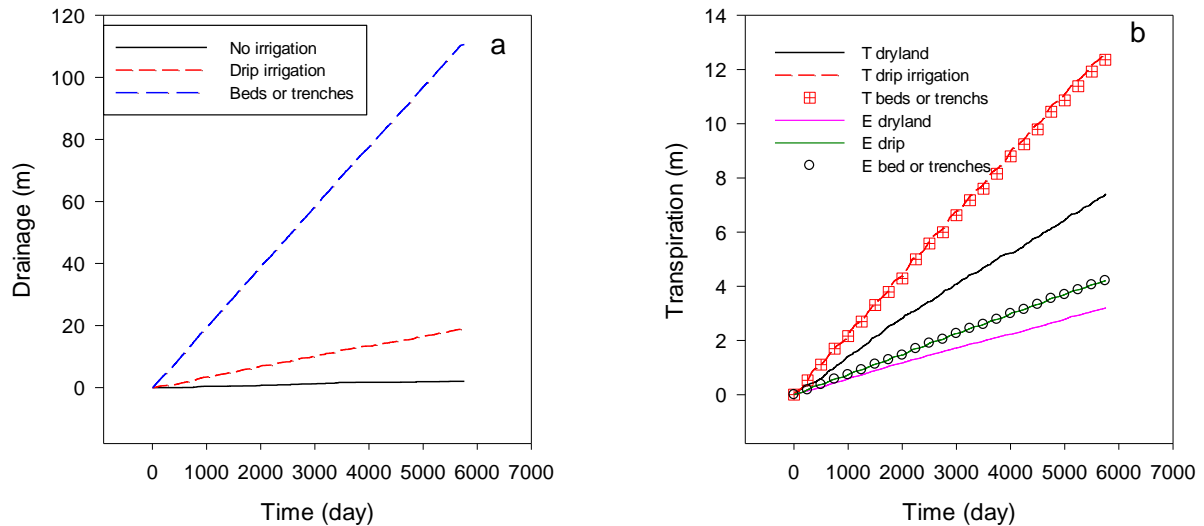 120
100
80
60
40
20
0
Drainage (m)
a
No irrigation
Drip irrigation
Beds or trenches
0 1000 2000 3000 4000 5000 6000 7000
Time (day)
14
12
10
8
6
4
2
0
Transpiration (m)
b
T dryland
T drip irrigation
T beds or trenchs
E dryland
E drip
E bed or trenches
0 1000 2000 3000 4000 5000 6000 7000
Time (day)